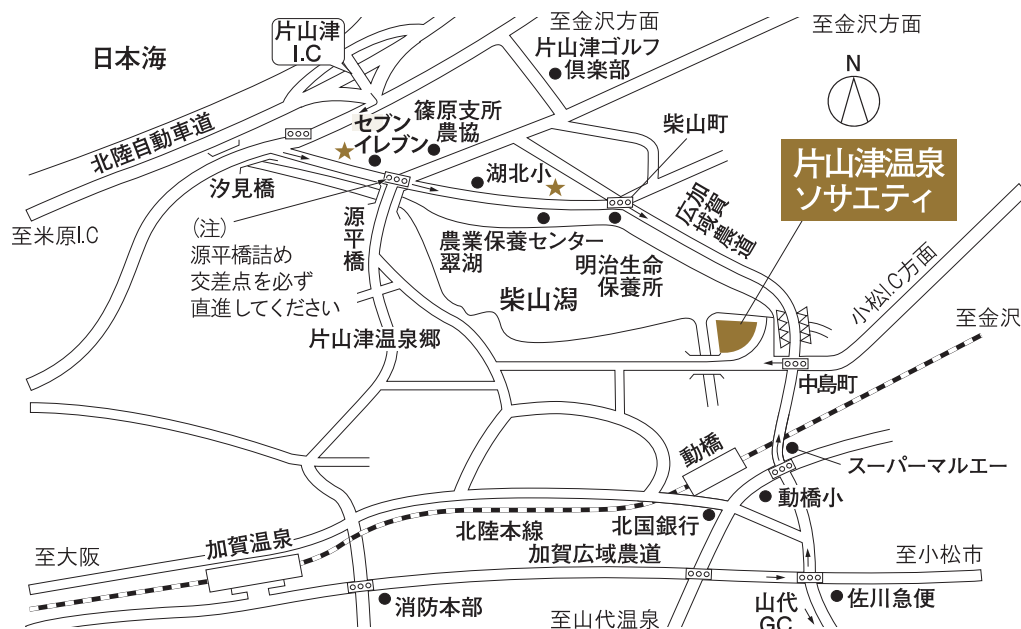 至金沢方面
至金沢方面
片山津
I.C
日本海
片山津ゴルフ
倶楽部
N
北陸自動車道
セブン
イレブン
篠原支所
農協
柴山町
片山津温泉
ソサエティ
汐見橋
湖北小
広域農道
加賀
至米原I.C
(注)
源平橋詰め
交差点を必ず
直進してください
源平橋
農業保養センター
翠湖
明治生命
保養所
柴山潟
小松I.C方面
至金沢
片山津温泉郷
中島町
動橋
スーパーマルエー
動橋小
北陸本線
北国銀行
加賀温泉
至大阪
加賀広域農道
至小松市
消防本部
至山代温泉
山代
GC
佐川急便